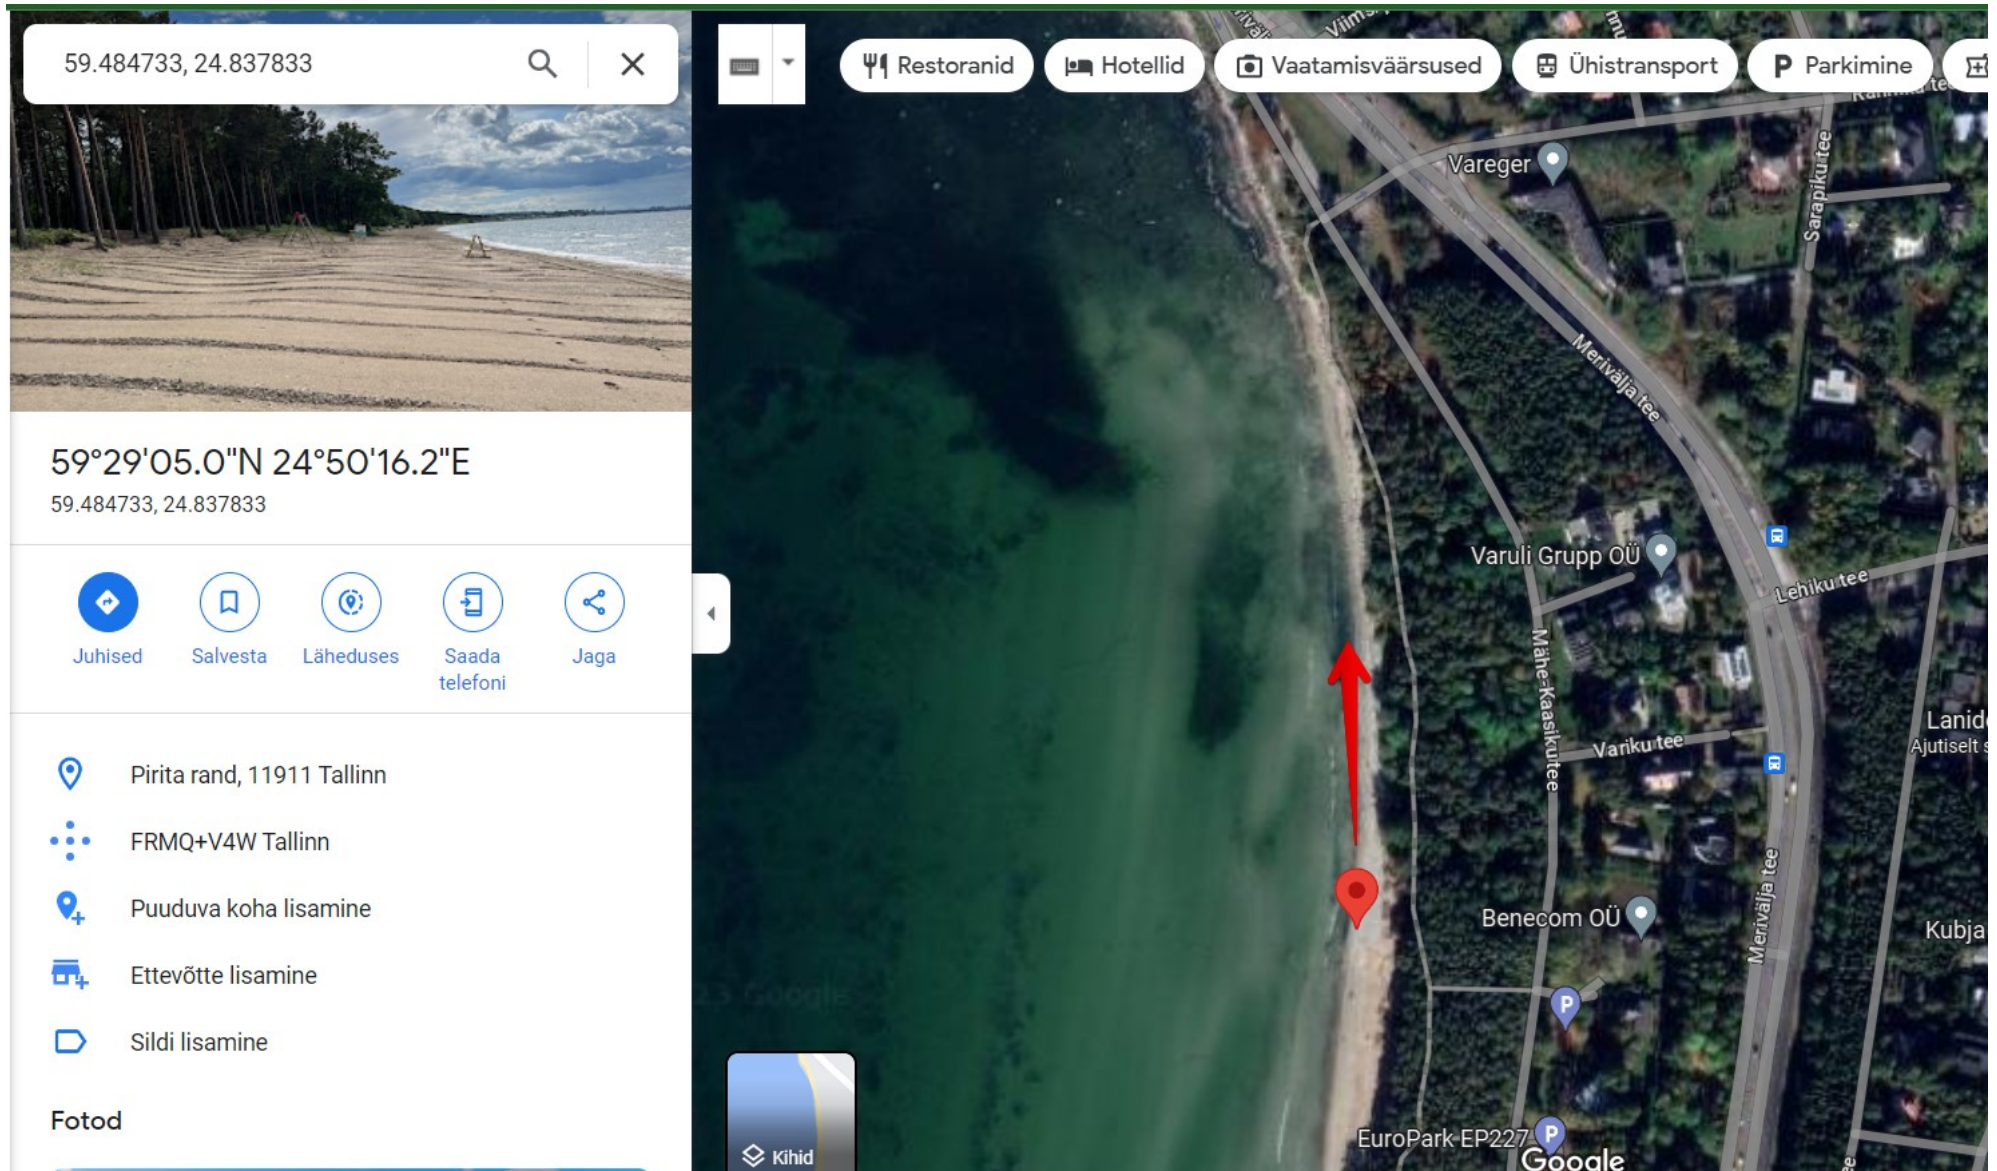 59.484733, 24.837833
59°29'05.0"N 24°50'16.2"E
59.484733, 24.837833
Juhised
Salvesta
Läheduses
Saada
telefoni
Jaga
Pirita rand, 11911 Tallinn
FRMQ+V4W Tallinn
Puuduva koha lisamine
Ettevõtte lisamine
Sildi lisamine
Fotod
Restoranid
Hotellid
Vaatamisväärsused
Ühistransport
P Parkimine
Vareger
Sarapiku tee
Merivälja tee
Varuli Grupp OÜ
Lehiku tee
Mähe-Kaasiku tee
Variku tee
Benecom OÜ
Merivälja tee
Kubja
P
EuroPark EP227
P
Google
Kihid